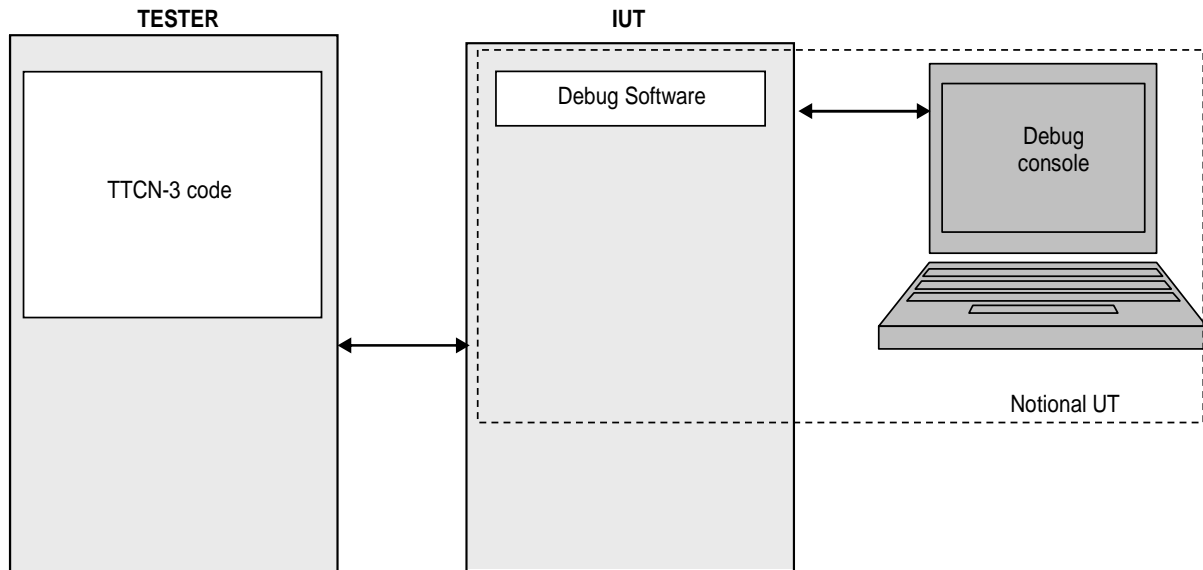 TESTER
IUT
Debug Software
Debug
console
TTCN-3 code
Notional UT